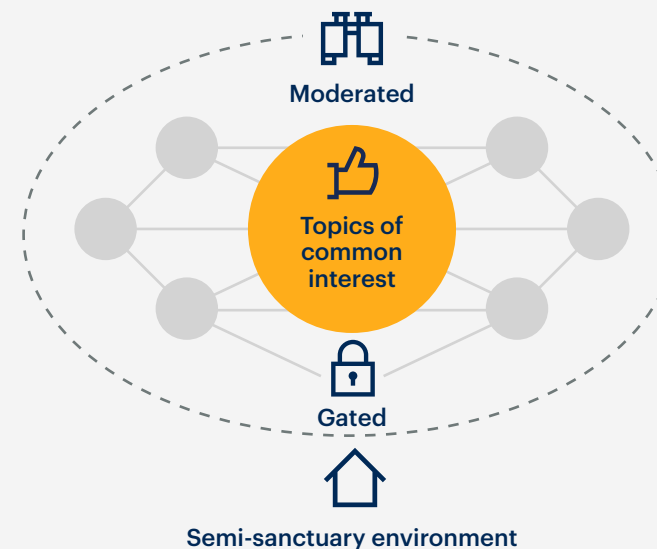 Moderated
Topics of
common
interest
Gated
Semi-sanctuary environment